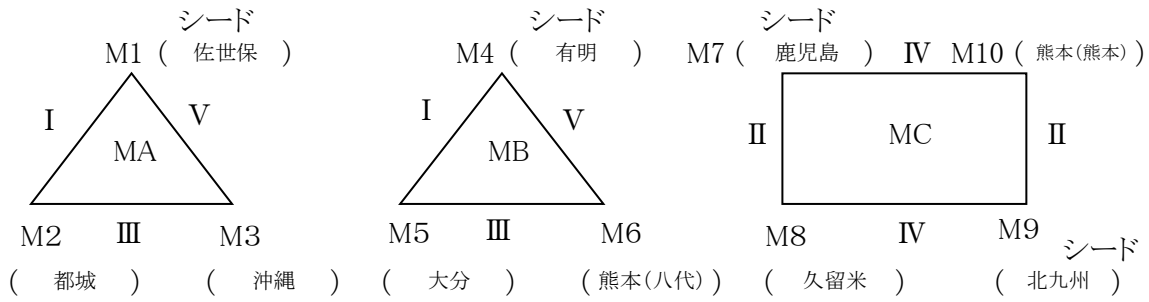 シード シード シード
M1 ( 佐世保 ) M4 ( 有明 ) M7 ( 鹿児島 ) Ⅳ M10 ( 熊本(熊本) )
Ⅰ Ⅴ Ⅰ Ⅴ
MA MB Ⅱ MC Ⅱ
M2 Ⅲ M3 M5 Ⅲ M6 M8 Ⅳ M9
シード
( 都城 ) ( 沖縄 ) ( 大分 ) ( 熊本(八代) ) ( 久留米 ) ( 北九州 )